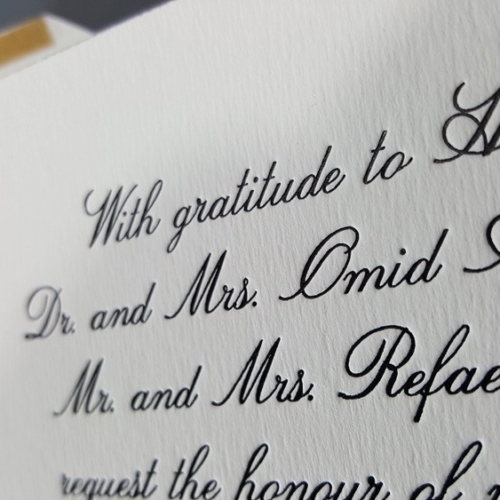 With gratitude to
Dr. and Mrs. Omid
Mr. and Mrs. Refae
request the honour of